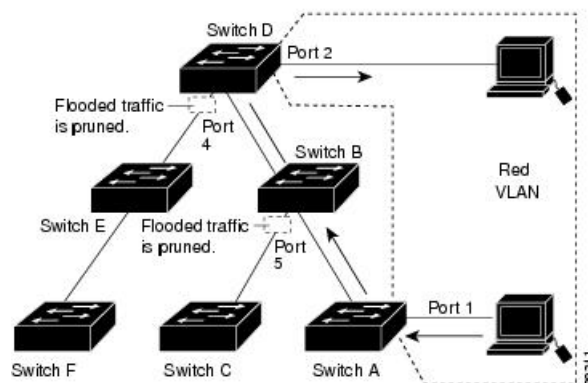 Switch D
Port 2
Flooded traffic
is pruned.
Port
4
Switch B
Red
VLAN
Switch E
Flooded traffic
is pruned.
Port
5
Port 1
Switch F
Switch C
Switch A